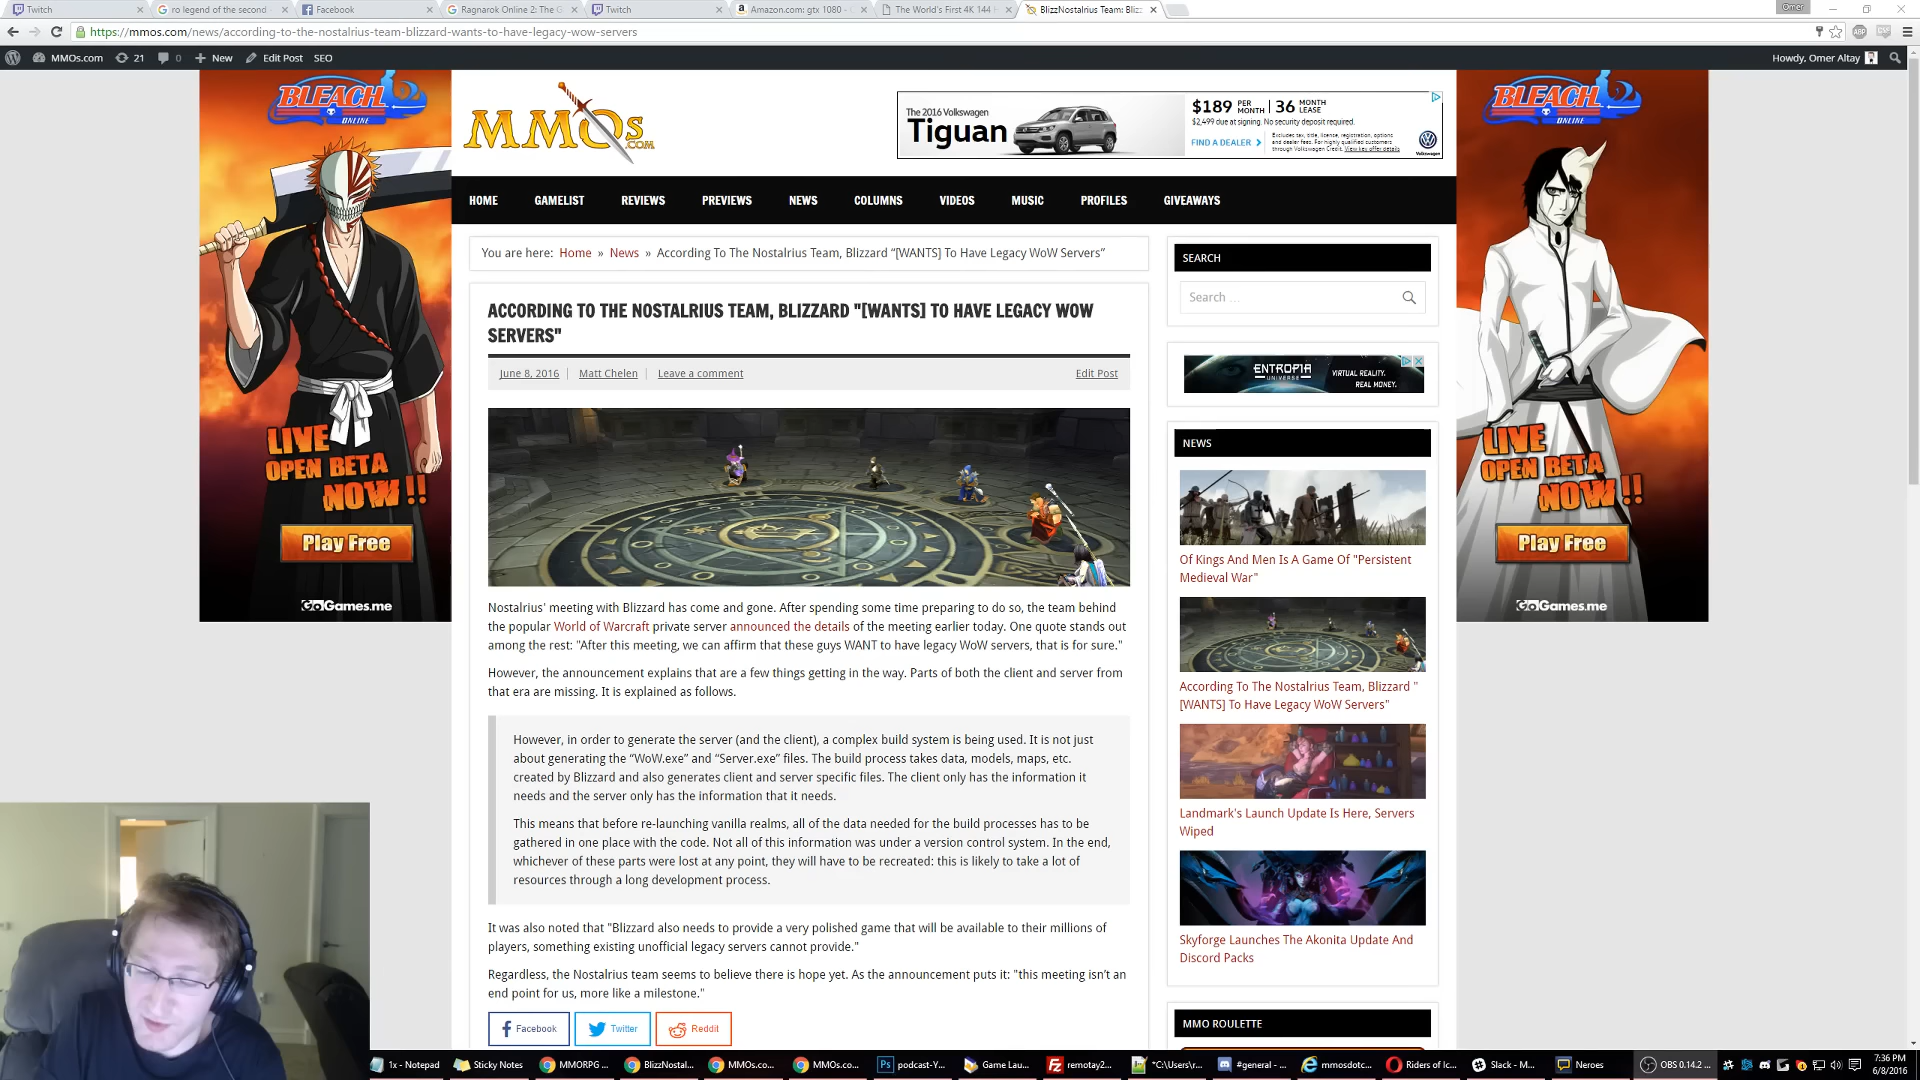 Twitch
ro legend of the second
Facebook
Ragnarok Online 2: The G
Twitch
Amazon.com: gtx 1080 -
The World's First 4K 144
BlizzNostalrius Team: Bliz
Omer
https://mmos.com/news/according-to-the-nostalrius-team-blizzard-wants-to-have-legacy-wow-servers
MMOs.com
21
0
New
Edit Post
SEO
Howdy, Omer Altay
BLEACH
ONLINE
LIVE
OPEN BETA
NOW!!
Play Free
GoGames.me
MMOs
.COM
The 2016 Volkswagen
Tiguan
$189 PER MONTH | 36 MONTH LEASE
$2,499 due at signing. No security deposit required.
FIND A DEALER >
Excludes tax, title, license, registration, options
and dealer fees. For highly qualified customers
through Volkswagen Credit. View key offer details
Volkswagen
BLEACH
ONLINE
LIVE
OPEN BETA
NOW!!
Play Free
GoGames.me
HOME
GAMELIST
REVIEWS
PREVIEWS
NEWS
COLUMNS
VIDEOS
MUSIC
PROFILES
GIVEAWAYS
You are here: Home » News » According To The Nostalrius Team, Blizzard “[WANTS] To Have Legacy WoW Servers”
ACCORDING TO THE NOSTALRIUS TEAM, BLIZZARD "[WANTS] TO HAVE LEGACY WOW
SERVERS"
June 8, 2016
Matt Chelen
Leave a comment
Edit Post
Nostalrius' meeting with Blizzard has come and gone. After spending some time preparing to do so, the team behind
the popular World of Warcraft private server announced the details of the meeting earlier today. One quote stands out
among the rest: "After this meeting, we can affirm that these guys WANT to have legacy WoW servers, that is for sure."
However, the announcement explains that are a few things getting in the way. Parts of both the client and server from
that era are missing. It is explained as follows.
However, in order to generate the server (and the client), a complex build system is being used. It is not just
about generating the “WoW.exe” and “Server.exe” files. The build process takes data, models, maps, etc.
created by Blizzard and also generates client and server specific files. The client only has the information it
needs and the server only has the information that it needs.
This means that before re-launching vanilla realms, all of the data needed for the build processes has to be
gathered in one place with the code. Not all of this information was under a version control system. In the end,
whichever of these parts were lost at any point, they will have to be recreated: this is likely to take a lot of
resources through a long development process.
It was also noted that "Blizzard also needs to provide a very polished game that will be available to their millions of
players, something existing unofficial legacy servers cannot provide."
Regardless, the Nostalrius team seems to believe there is hope yet. As the announcement puts it: "this meeting isn’t an
end point for us, more like a milestone."
Facebook
Twitter
Reddit
SEARCH
Search …
ENTROPIA
UNIVERSE
VIRTUAL REALITY.
REAL MONEY.
NEWS
Of Kings And Men Is A Game Of "Persistent
Medieval War"
According To The Nostalrius Team, Blizzard "
[WANTS] To Have Legacy WoW Servers"
Landmark's Launch Update Is Here, Servers
Wiped
Skyforge Launches The Akonita Update And
Discord Packs
MMO ROULETTE
1x - Notepad
Sticky Notes
MMORPG ...
BlizzNostal...
MMOs.co...
MMOs.co...
podcast-Y...
Game Lau...
remotay2...
*C:\Users\r...
#general - ...
mmosdotc...
Riders of Ic...
Slack - M...
Neroes
OBS 0.14.2 ...
7:36 PM
6/8/2016